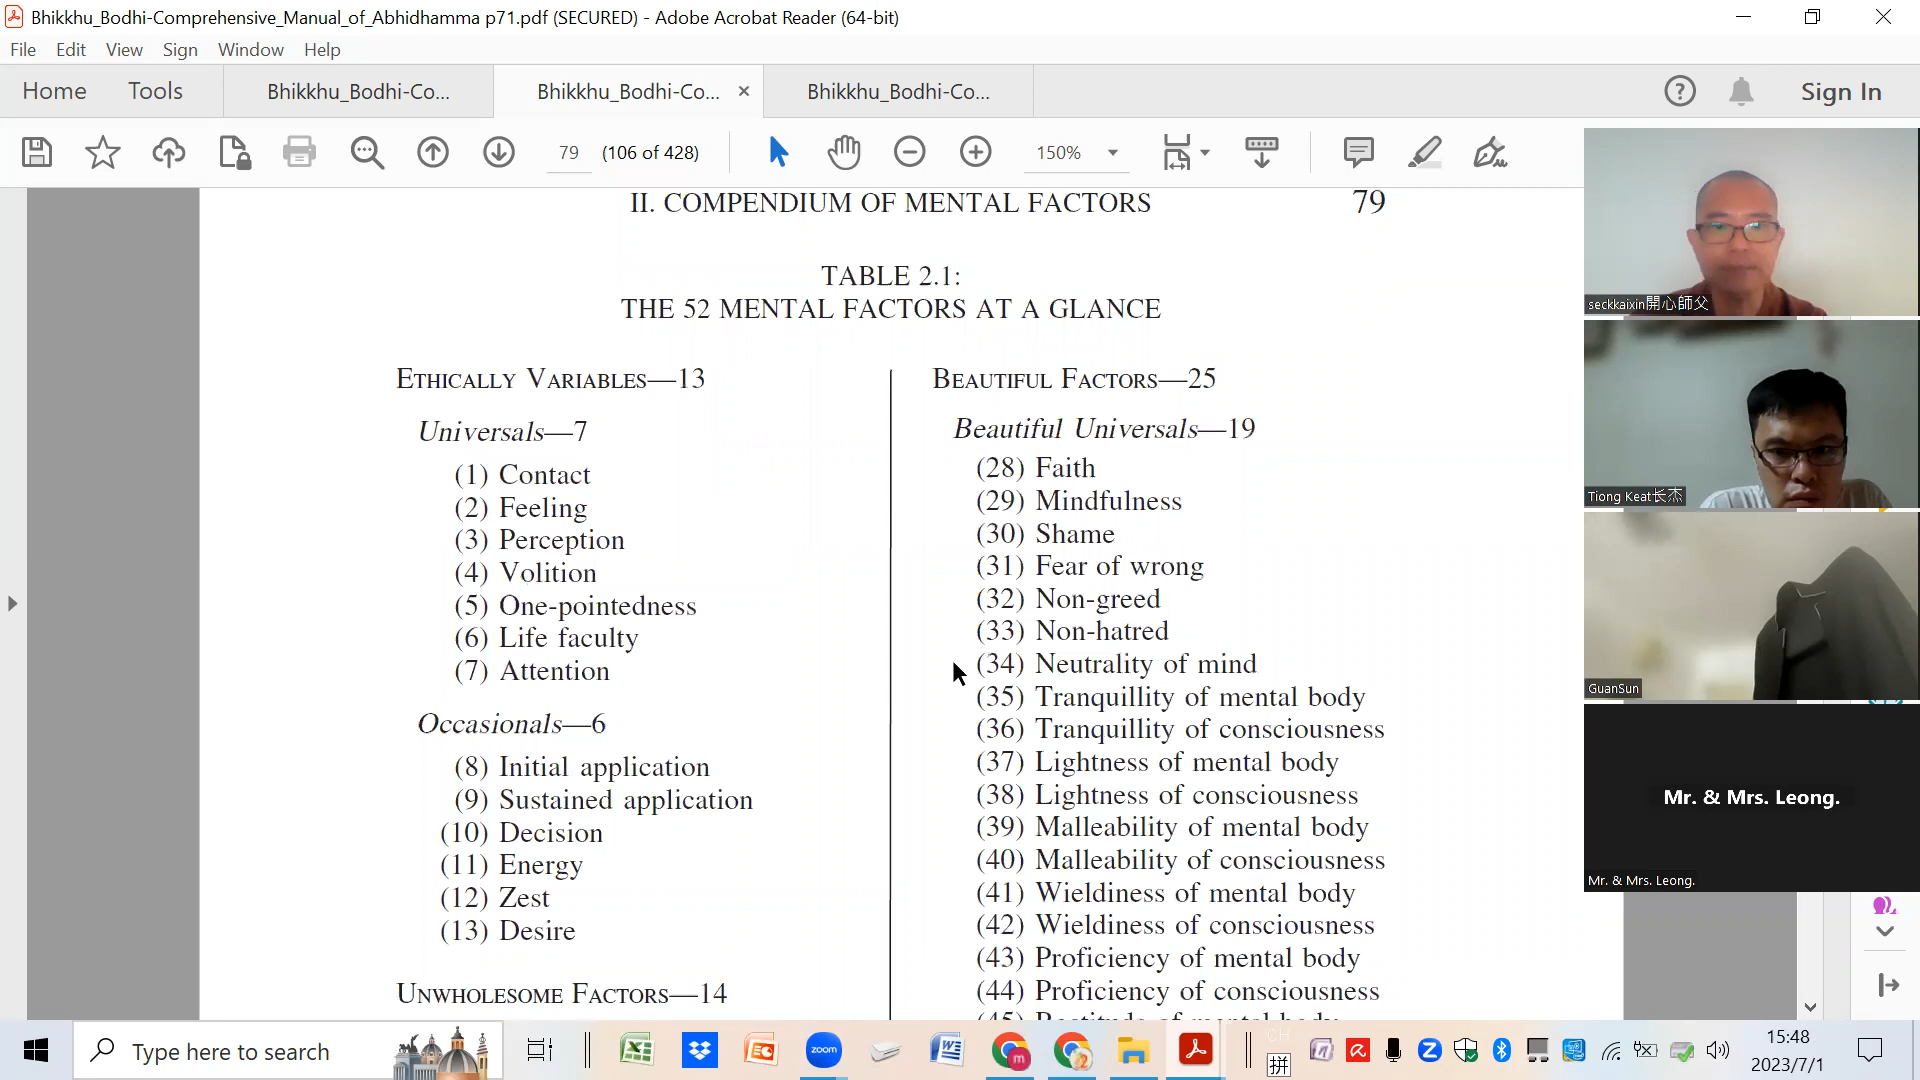 Bhikkhu_Bodhi-Comprehensive_Manual_of_Abhidhamma p71.pdf (SECURED) - Adobe Acrobat Reader (64-bit)
File Edit View Sign Window Help
Home Tools Bhikkhu_Bodhi-Co... Bhikkhu_Bodhi-Co... × Bhikkhu_Bodhi-Co... Sign In
79 (106 of 428) 150%
II. COMPENDIUM OF MENTAL FACTORS 79
TABLE 2.1:
THE 52 MENTAL FACTORS AT A GLANCE
ETHICALLY VARIABLES—13
Universals—7
(1) Contact
(2) Feeling
(3) Perception
(4) Volition
(5) One-pointedness
(6) Life faculty
(7) Attention
Occasionals—6
(8) Initial application
(9) Sustained application
(10) Decision
(11) Energy
(12) Zest
(13) Desire
UNWHOLESOME FACTORS—14
BEAUTIFUL FACTORS—25
Beautiful Universals—19
(28) Faith
(29) Mindfulness
(30) Shame
(31) Fear of wrong
(32) Non-greed
(33) Non-hatred
(34) Neutrality of mind
(35) Tranquillity of mental body
(36) Tranquillity of consciousness
(37) Lightness of mental body
(38) Lightness of consciousness
(39) Malleability of mental body
(40) Malleability of consciousness
(41) Wieldiness of mental body
(42) Wieldiness of consciousness
(43) Proficiency of mental body
(44) Proficiency of consciousness
seckkaixin開心師父
Tiong Keat长杰
GuanSun
Mr. & Mrs. Leong.
Mr. & Mrs. Leong.
Type here to search
zoom
CH
拼
15:48
2023/7/1